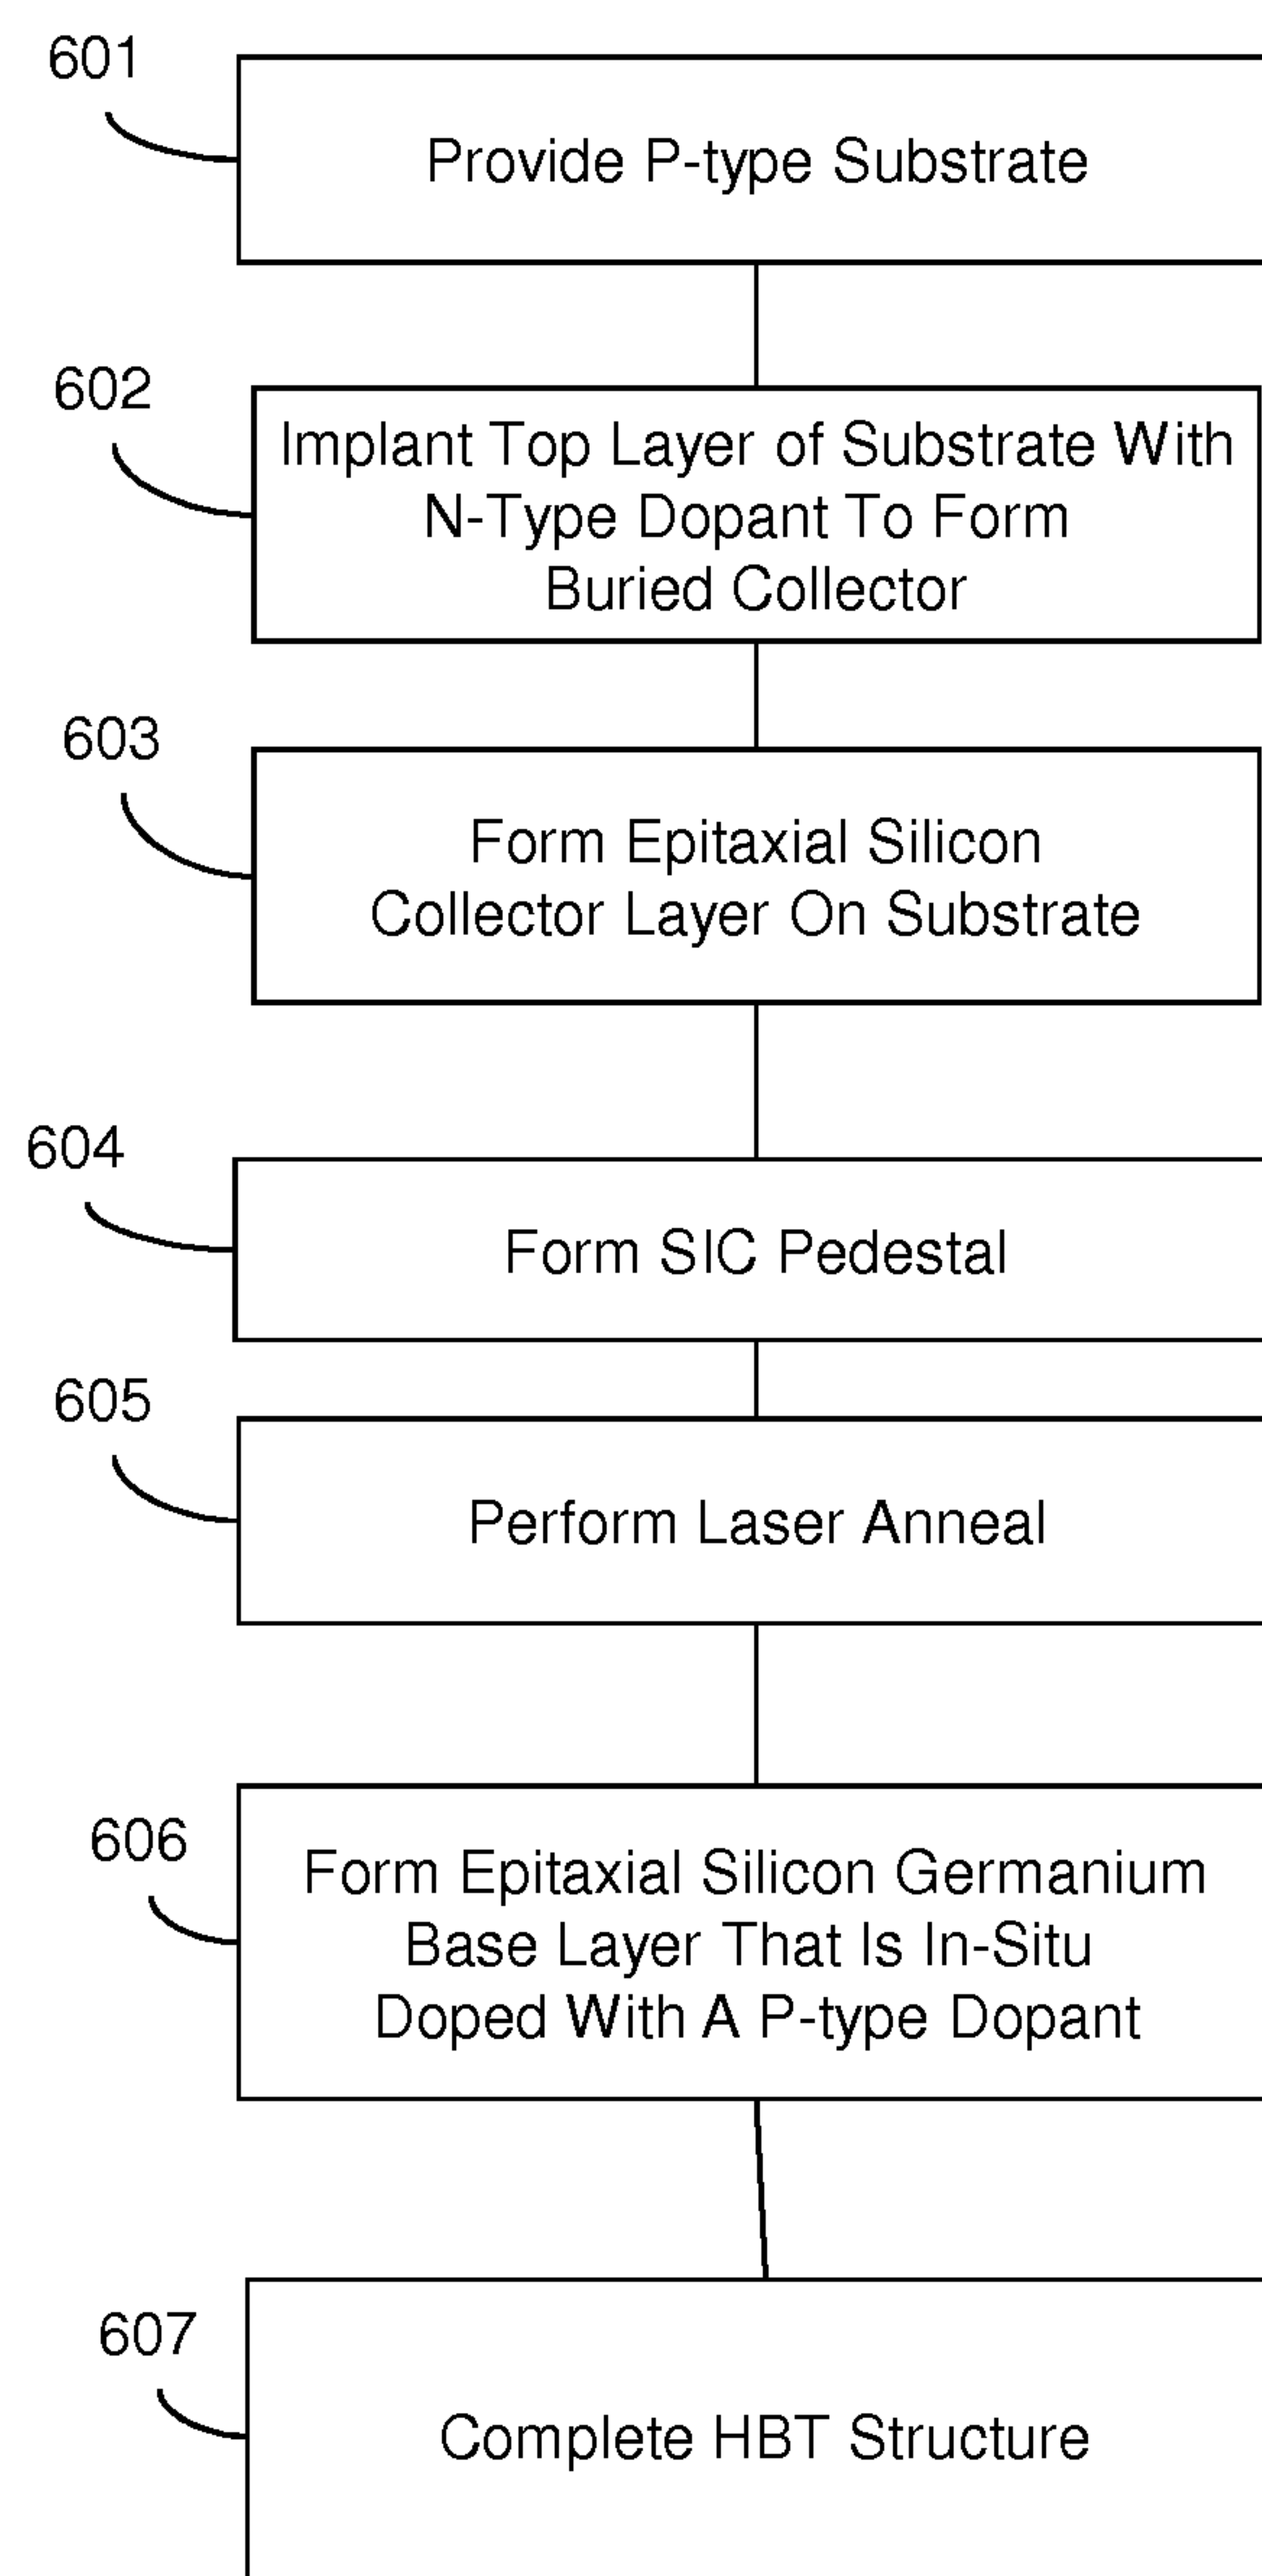 601
Provide P-type Substrate
602
Implant Top Layer of Substrate With
N-Type Dopant To Form
Buried Collector
603
Form Epitaxial Silicon
Collector Layer On Substrate
604
Form SIC Pedestal
605
Perform Laser Anneal
606
Form Epitaxial Silicon Germanium
Base Layer That Is In-Situ
Doped With A P-type Dopant
607
Complete HBT Structure